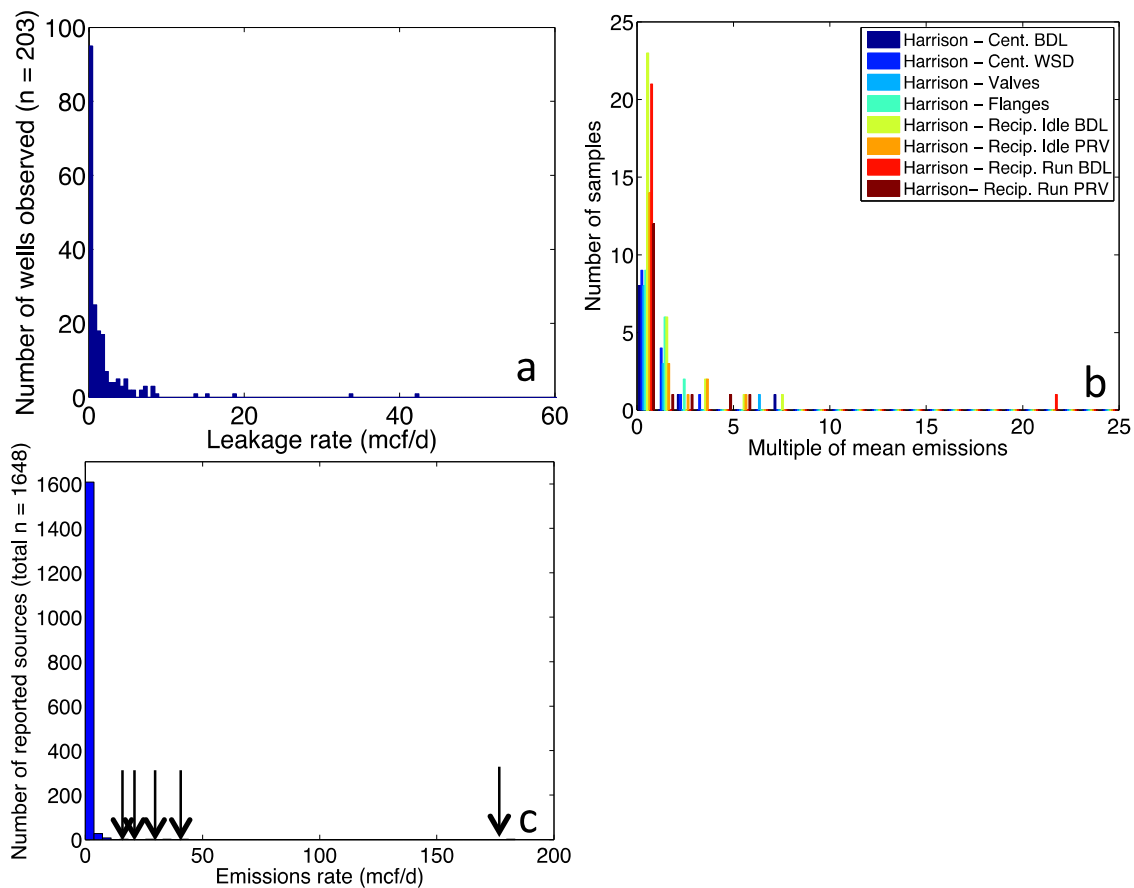 Number of wells observed (n = 203)
100
80
60
40
20
0
0 20 40 60
Leakage rate (mcf/d)
a
Number of samples
25
20
15
10
5
0
0 5 10 15 20 25
Multiple of mean emissions
Harrison – Cent. BDL
Harrison – Cent. WSD
Harrison – Valves
Harrison – Flanges
Harrison – Recip. Idle BDL
Harrison – Recip. Idle PRV
Harrison – Recip. Run BDL
Harrison– Recip. Run PRV
b
Number of reported sources (total n = 1648)
1600
1400
1200
1000
800
600
400
200
0
0 50 100 150 200
Emissions rate (mcf/d)
c